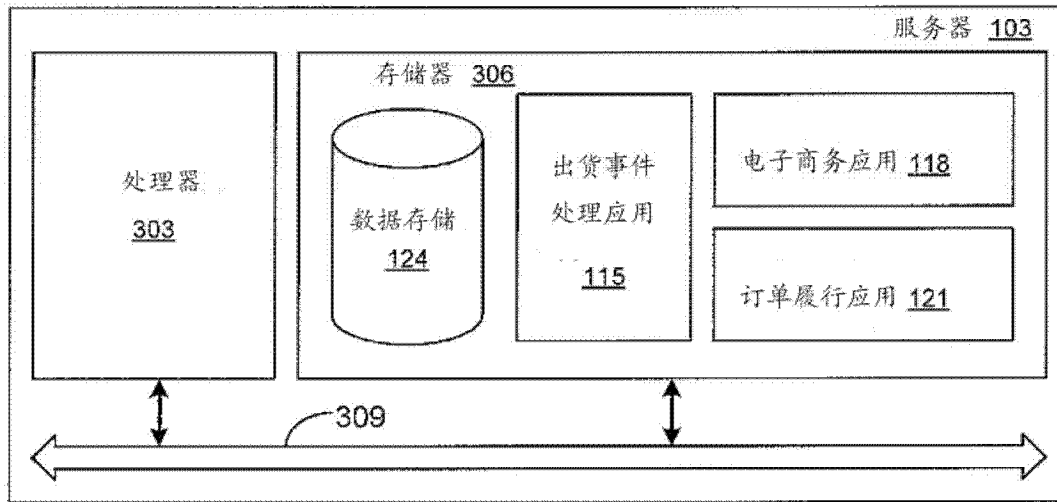 服务器 103
存储器 306
处理器
303
数据存储
124
出货事件
处理应用
115
电子商务应用 118
订单履行应用 121
309